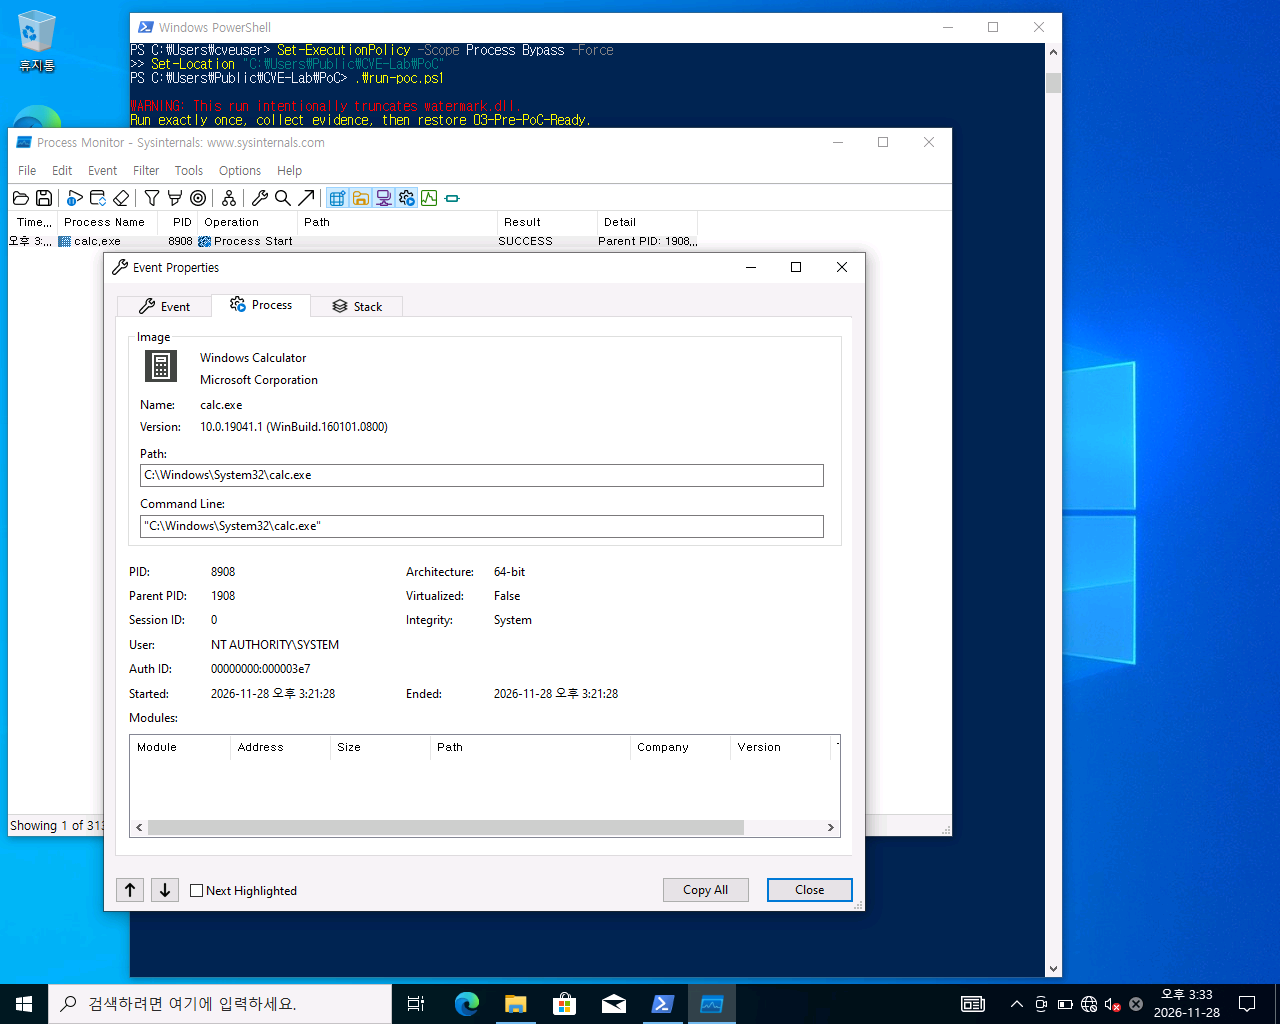 휴지통
Windows PowerShell
PS C:\Users\cveuser> Set-ExecutionPolicy -Scope Process Bypass -Force
>> Set-Location "C:\Users\Public\CVE-Lab\PoC"
PS C:\Users\Public\CVE-Lab\PoC> .\run-poc.ps1
WARNING: This run intentionally truncates watermark.dll.
Run exactly once, collect evidence, then restore 03-Pre-PoC-Ready.
Process Monitor - Sysinternals: www.sysinternals.com
File Edit Event Filter Tools Options Help
Time... Process Name PID Operation Path Result Detail
오후 3:... calc.exe 8908 Process Start SUCCESS Parent PID: 1908,...
Event Properties
Event Process Stack
Image
Windows Calculator
Microsoft Corporation
Name: calc.exe
Version: 10.0.19041.1 (WinBuild.160101.0800)
Path:
C:\Windows\System32\calc.exe
Command Line:
"C:\Windows\System32\calc.exe"
PID: 8908 Architecture: 64-bit
Parent PID: 1908 Virtualized: False
Session ID: 0 Integrity: System
User: NT AUTHORITY\SYSTEM
Auth ID: 00000000:000003e7
Started: 2026-11-28 오후 3:21:28 Ended: 2026-11-28 오후 3:21:28
Modules:
Module Address Size Path Company Version
Showing 1 of 313
Next Highlighted Copy All Close
검색하려면 여기에 입력하세요.
오후 3:33
2026-11-28